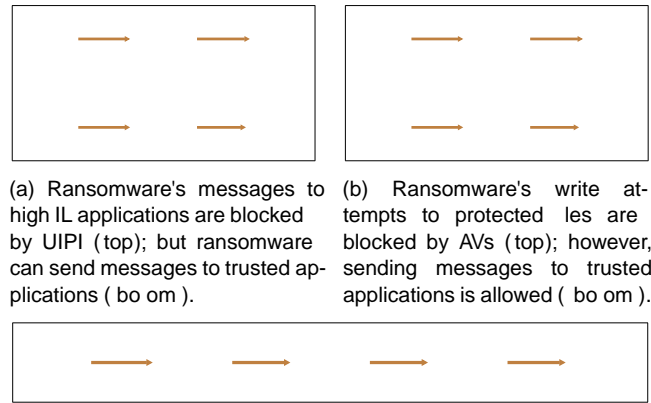 (a) Ransomware's messages to
high IL applications are blocked
by UIPI (top); but ransomware
can send messages to trusted ap-
plications ( bo om ).
(b) Ransomware's write at-
tempts to protected les are
blocked by AVs (top); however,
sending messages to trusted
applications is allowed ( bo om ).